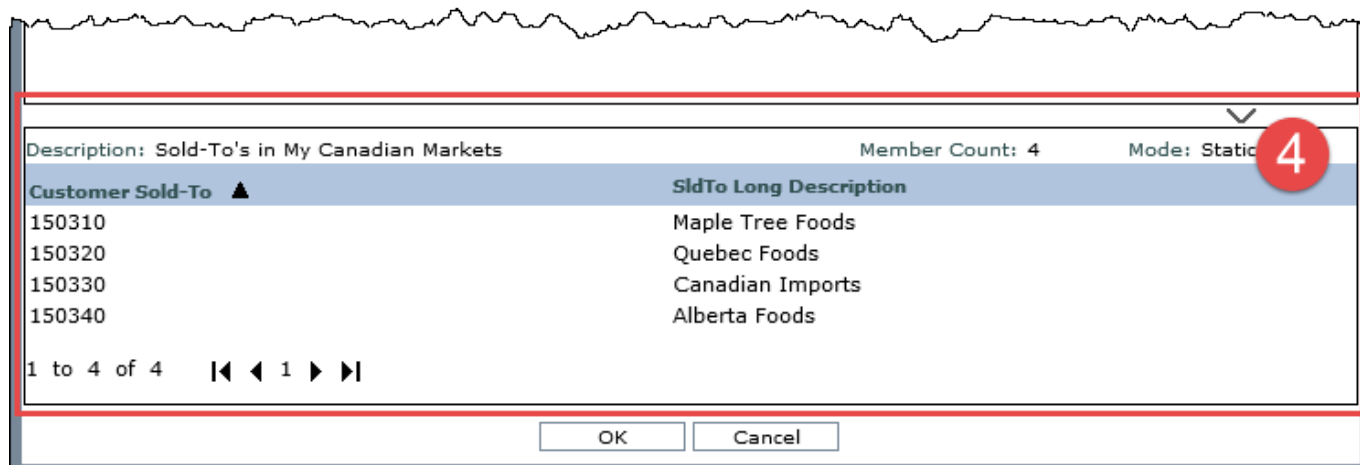 Description: Sold-To's in My Canadian Markets Member Count: 4 Mode: Static
4
Customer Sold-To ▲ SldTo Long Description
150310 Maple Tree Foods
150320 Quebec Foods
150330 Canadian Imports
150340 Alberta Foods
1 to 4 of 4 1
OK Cancel